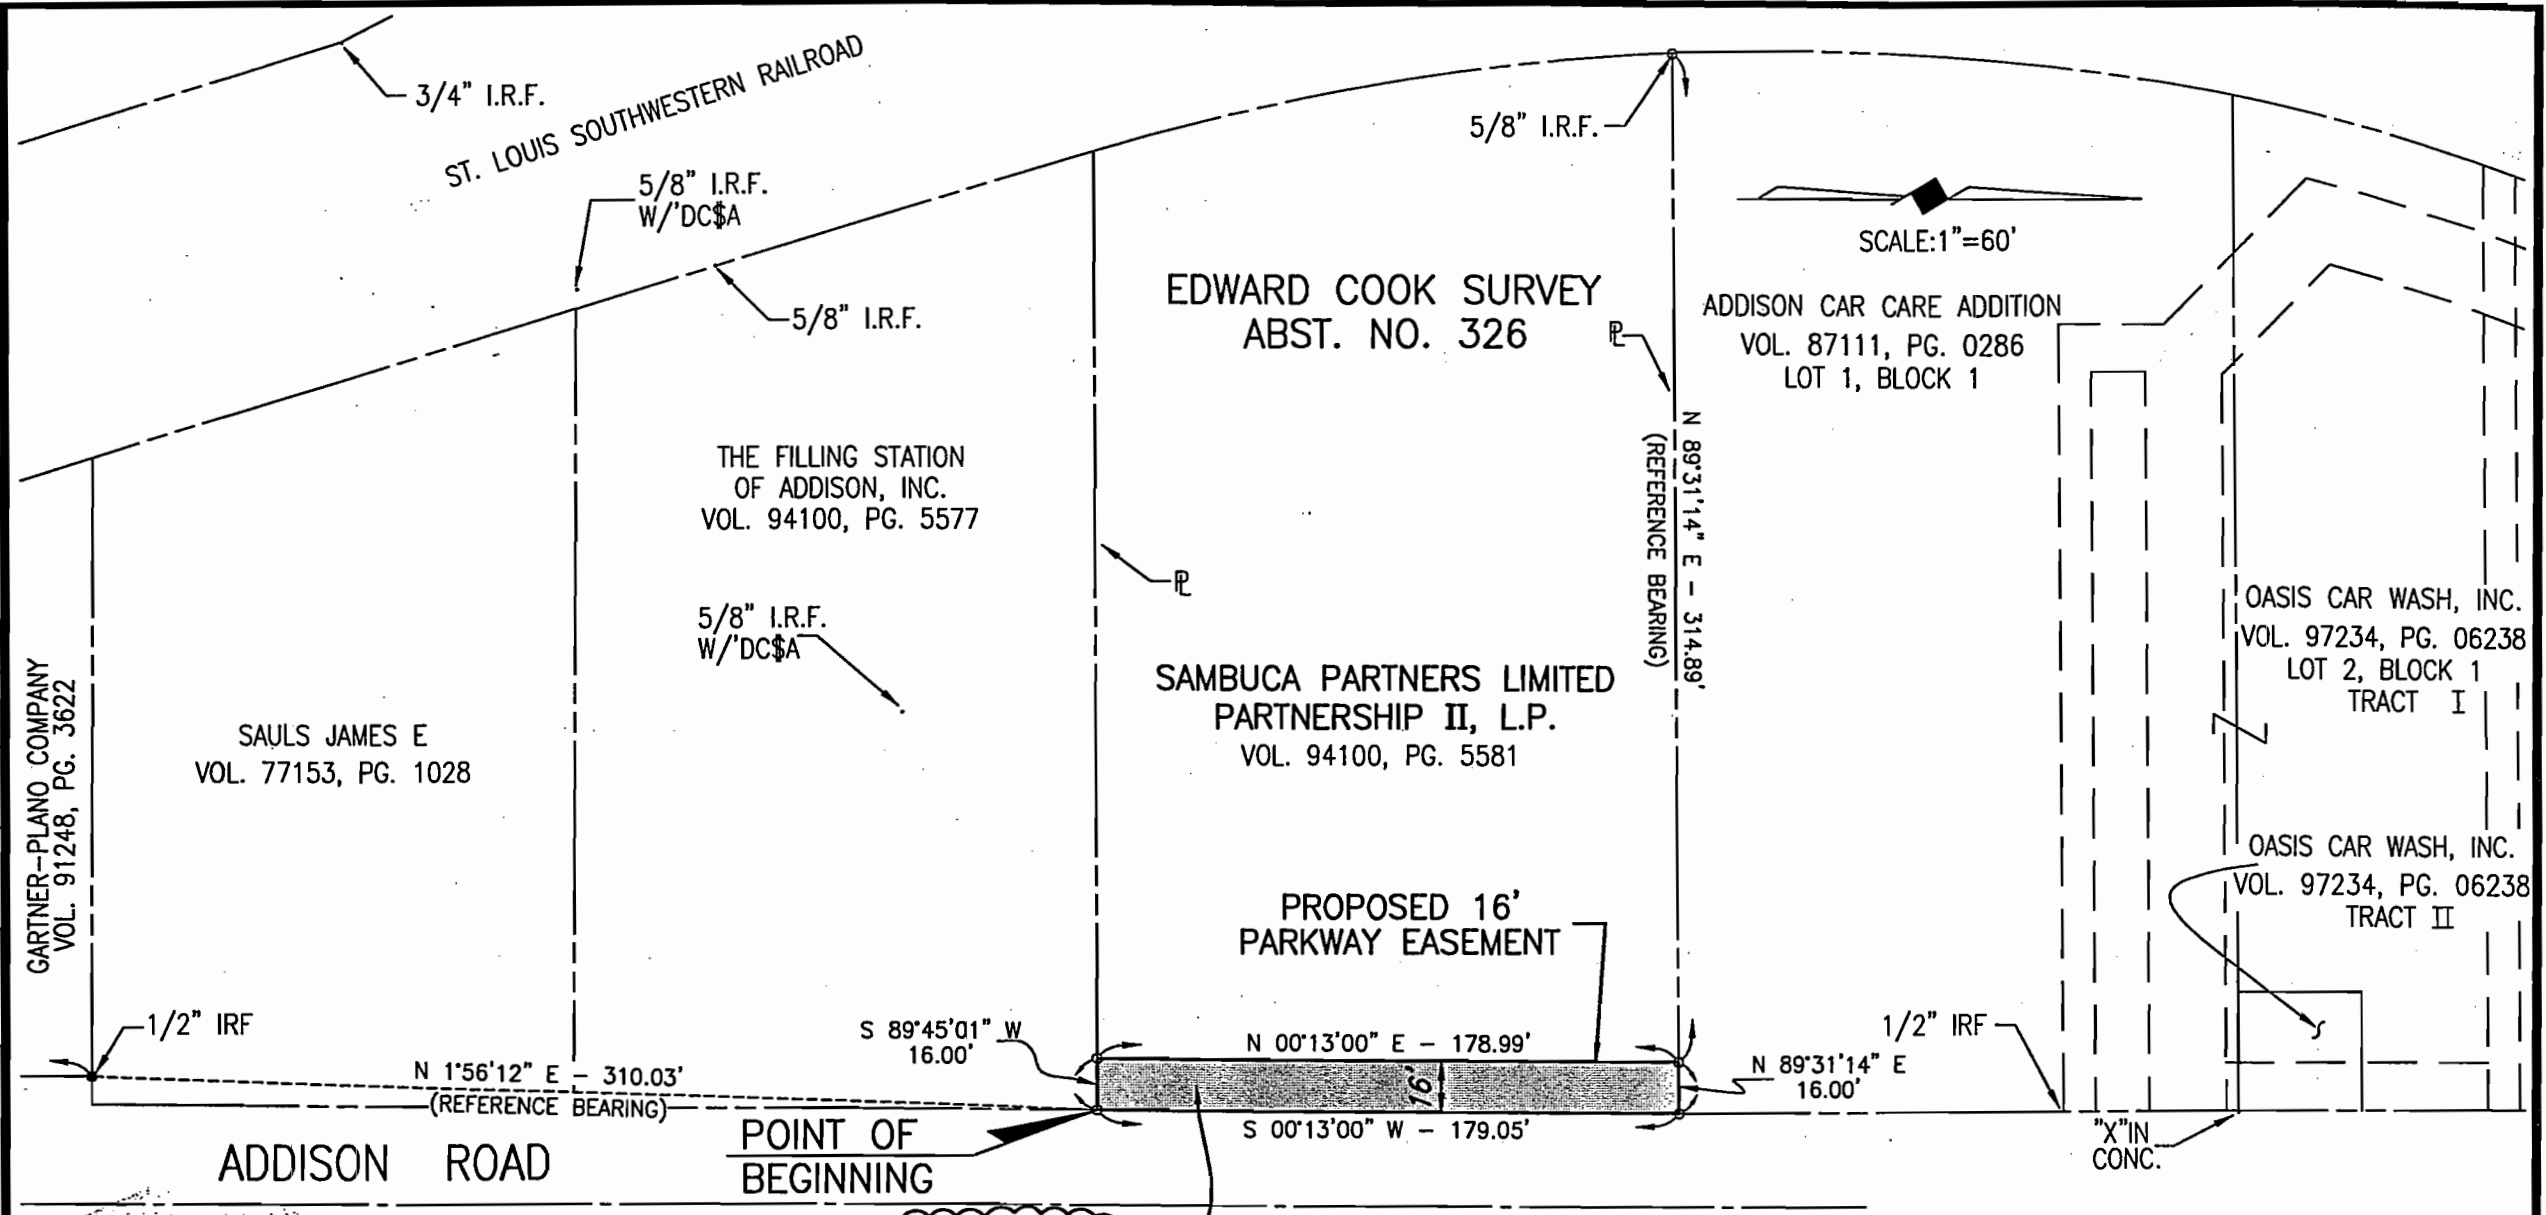 3/4" I.R.F.
ST. LOUIS SOUTHWESTERN RAILROAD
5/8" I.R.F.
W/'DC$A
5/8" I.R.F.
5/8" I.R.F.
SCALE:1"=60'
EDWARD COOK SURVEY
ABST. NO. 326
PL
ADDISON CAR CARE ADDITION
VOL. 87111, PG. 0286
LOT 1, BLOCK 1
N 89°31'14" E - 314.89'
(REFERENCE BEARING)
THE FILLING STATION
OF ADDISON, INC.
VOL. 94100, PG. 5577
PL
5/8" I.R.F.
W/'DC$A
OASIS CAR WASH, INC.
VOL. 97234, PG. 06238
LOT 2, BLOCK 1
TRACT I
SAMBUCA PARTNERS LIMITED
PARTNERSHIP II, L.P.
VOL. 94100, PG. 5581
GARTNER-PLANO COMPANY
VOL. 91248, PG. 3622
SAULS JAMES E
VOL. 77153, PG. 1028
OASIS CAR WASH, INC.
VOL. 97234, PG. 06238
TRACT II
PROPOSED 16'
PARKWAY EASEMENT
1/2" IRF
S 89°45'01" W
16.00'
N 00°13'00" E - 178.99'
1/2" IRF
N 1°56'12" E - 310.03'
(REFERENCE BEARING)
16'
N 89°31'14" E
16.00'
S 00°13'00" W - 179.05'
POINT OF
BEGINNING
ADDISON ROAD
"X"IN
CONC.